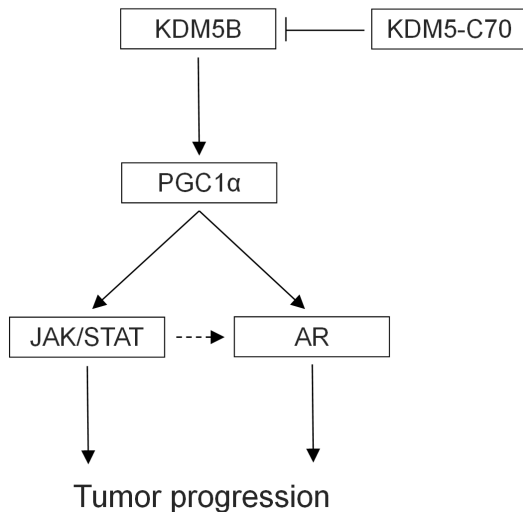 KDM5B
KDM5-C70
PGC1α
JAK/STAT
AR
Tumor progression